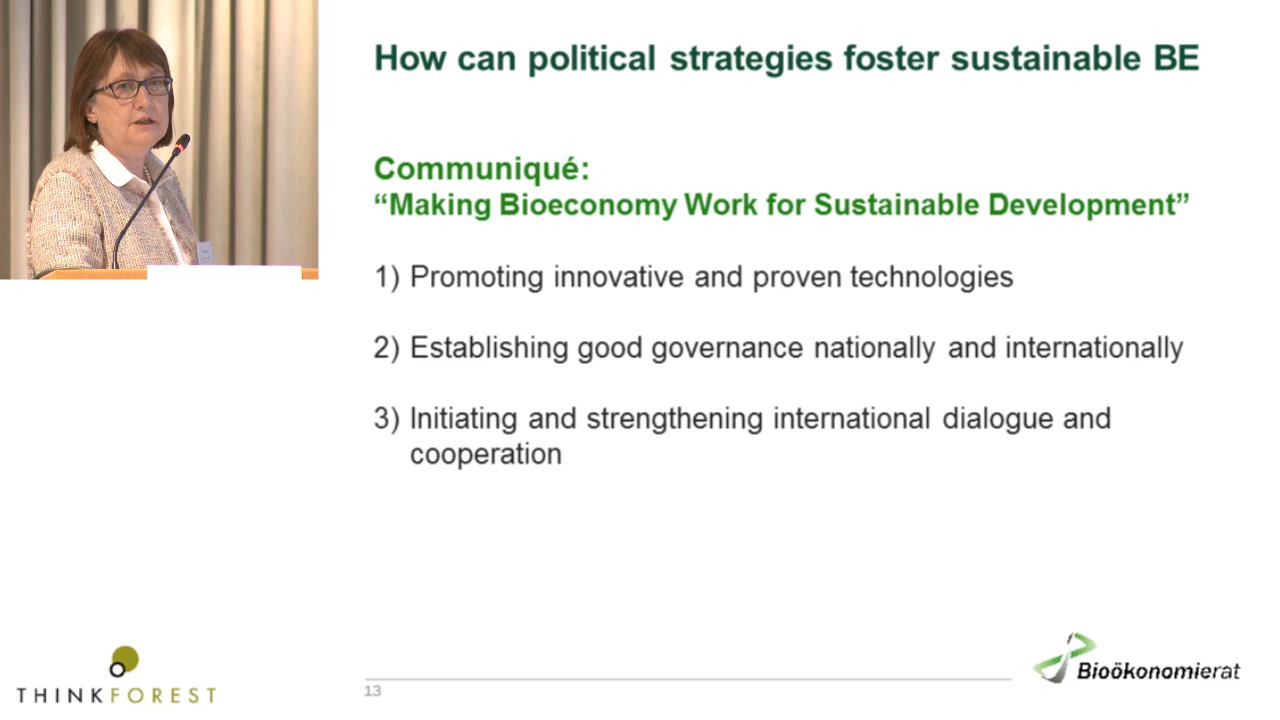 How can political strategies foster sustainable BE
Communiqué:
“Making Bioeconomy Work for Sustainable Development”
1) Promoting innovative and proven technologies
2) Establishing good governance nationally and internationally
3) Initiating and strengthening international dialogue and
cooperation
THINKFOREST
13
Bioökonomierat